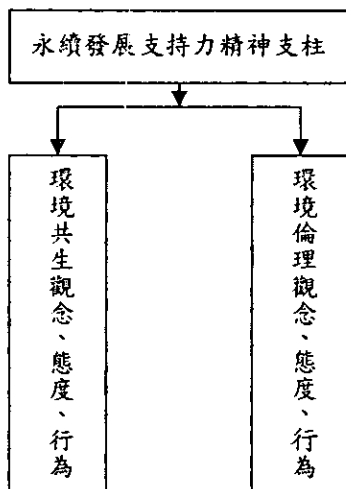 永續發展支持力精神支柱
環境共生觀念、態度、行為
環境倫理觀念、態度、行為